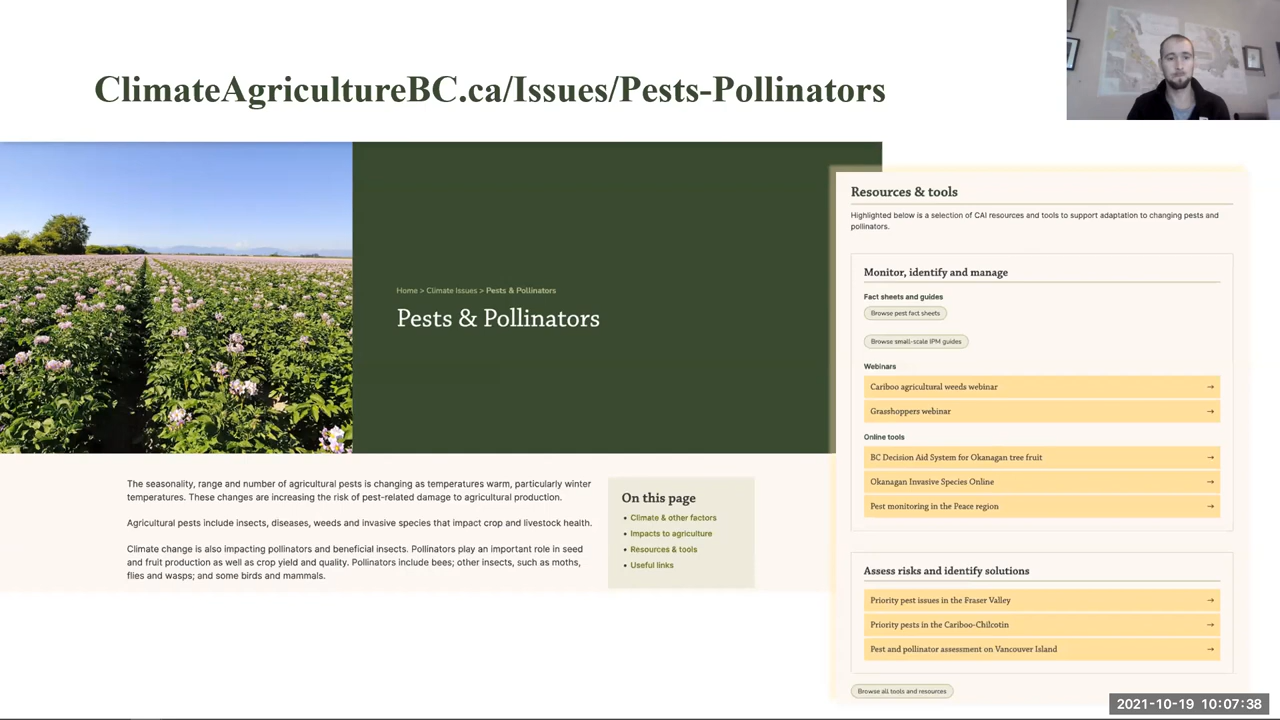 ClimateAgricultureBC.ca/Issues/Pests-Pollinators
Home > Climate Issues > Pests & Pollinators
Pests & Pollinators
The seasonality, range and number of agricultural pests is changing as temperatures warm, particularly winter
temperatures. These changes are increasing the risk of pest-related damage to agricultural production.
Agricultural pests include insects, diseases, weeds and invasive species that impact crop and livestock health.
Climate change is also impacting pollinators and beneficial insects. Pollinators play an important role in seed
and fruit production as well as crop yield and quality. Pollinators include bees; other insects, such as moths,
flies and wasps; and some birds and mammals.
On this page
• Climate & other factors
• Impacts to agriculture
• Resources & tools
• Useful links
Resources & tools
Highlighted below is a selection of CAI resources and tools to support adaptation to changing pests and
pollinators.
Monitor, identify and manage
Fact sheets and guides
Browse pest fact sheets
Browse small-scale IPM guides
Webinars
Cariboo agricultural weeds webinar →
Grasshoppers webinar →
Online tools
BC Decision Aid System for Okanagan tree fruit →
Okanagan Invasive Species Online →
Pest monitoring in the Peace region →
Assess risks and identify solutions
Priority pest issues in the Fraser Valley →
Priority pests in the Cariboo-Chilcotin →
Pest and pollinator assessment on Vancouver Island →
Browse all tools and resources
2021-10-19 10:07:38